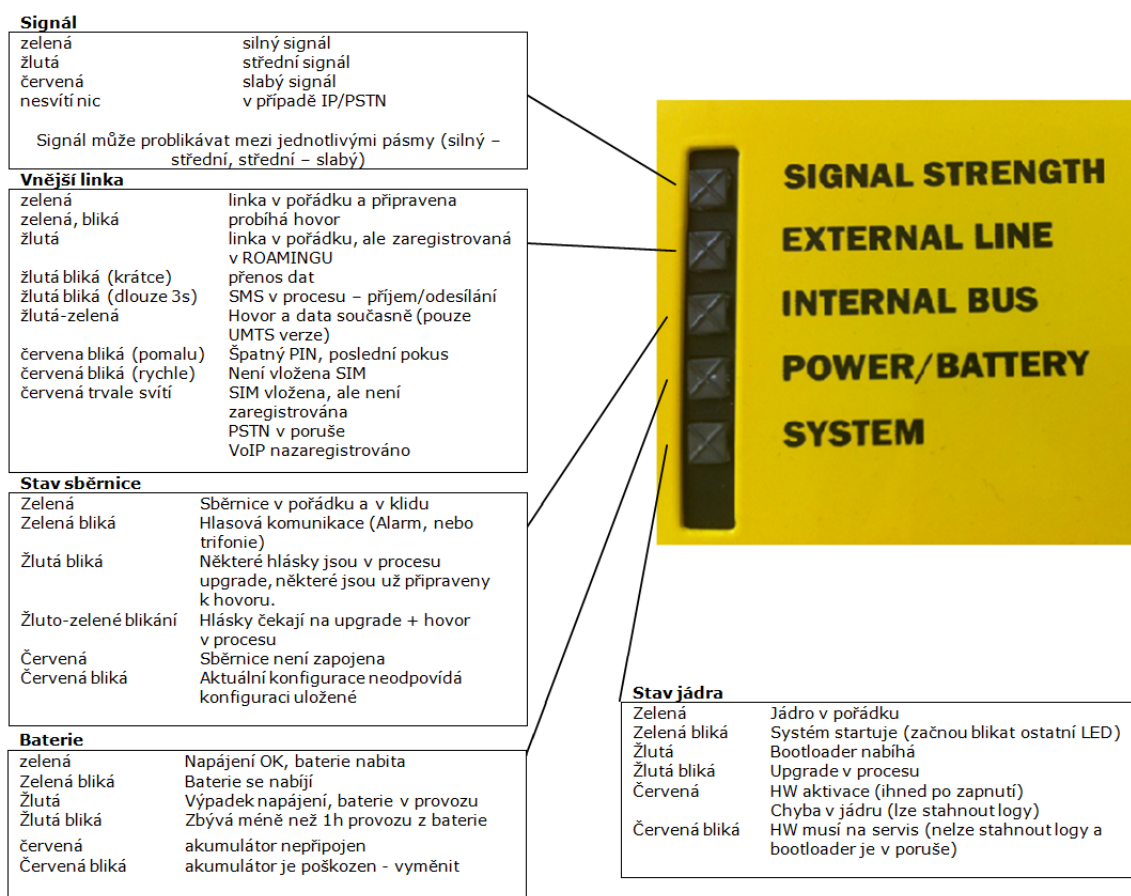 Signál
zelená silný signál
žlutá střední signál
červená slabý signál
nesvítí nic v případě IP/PSTN
Signál může problikávat mezi jednotlivými pásmy (silný –
střední, střední – slabý)
Vnější linka
zelená linka v pořádku a připravena
zelená, bliká probíhá hovor
žlutá linka v pořádku, ale zaregistrovaná
v ROAMINGU
žlutá bliká (krátce) přenos dat
žlutá bliká (dlouze 3s) SMS v procesu – příjem/odesílání
žlutá-zelená Hovor a data současně (pouze
UMTS verze)
červena bliká (pomalu) Špatný PIN, poslední pokus
červená bliká (rychle) Není vložena SIM
červená trvale svítí SIM vložena, ale není
zaregistrována
PSTN v poruše
VoIP nazaregistrováno
Stav sběrnice
Zelená Sběrnice v pořádku a v klidu
Zelená bliká Hlasová komunikace (Alarm, nebo
trifonie)
Žlutá bliká Některé hlásky jsou v procesu
upgrade, některé jsou už připraveny
k hovoru.
Žluto-zelené blikání Hlásky čekají na upgrade + hovor
v procesu
Červená Sběrnice není zapojena
Červená bliká Aktuální konfigurace neodpovídá
konfiguraci uložené
Baterie
zelená Napájení OK, baterie nabita
Zelená bliká Baterie se nabíjí
Žlutá Výpadek napájení, baterie v provozu
Žlutá bliká Zbývá méně než 1h provozu z baterie
červená akumulátor nepřipojen
Červená bliká akumulátor je poškozen - vyměnit
SIGNAL STRENGTH
EXTERNAL LINE
INTERNAL BUS
POWER/BATTERY
SYSTEM
Stav jádra
Zelená Jádro v pořádku
Zelená bliká Systém startuje (začnou blikat ostatní LED)
Žlutá Bootloader nabíhá
Žlutá bliká Upgrade v procesu
Červená HW aktivace (ihned po zapnutí)
Chyba v jádru (lze stahnout logy)
Červená bliká HW musí na servis (nelze stahnout logy a
bootloader je v poruše)